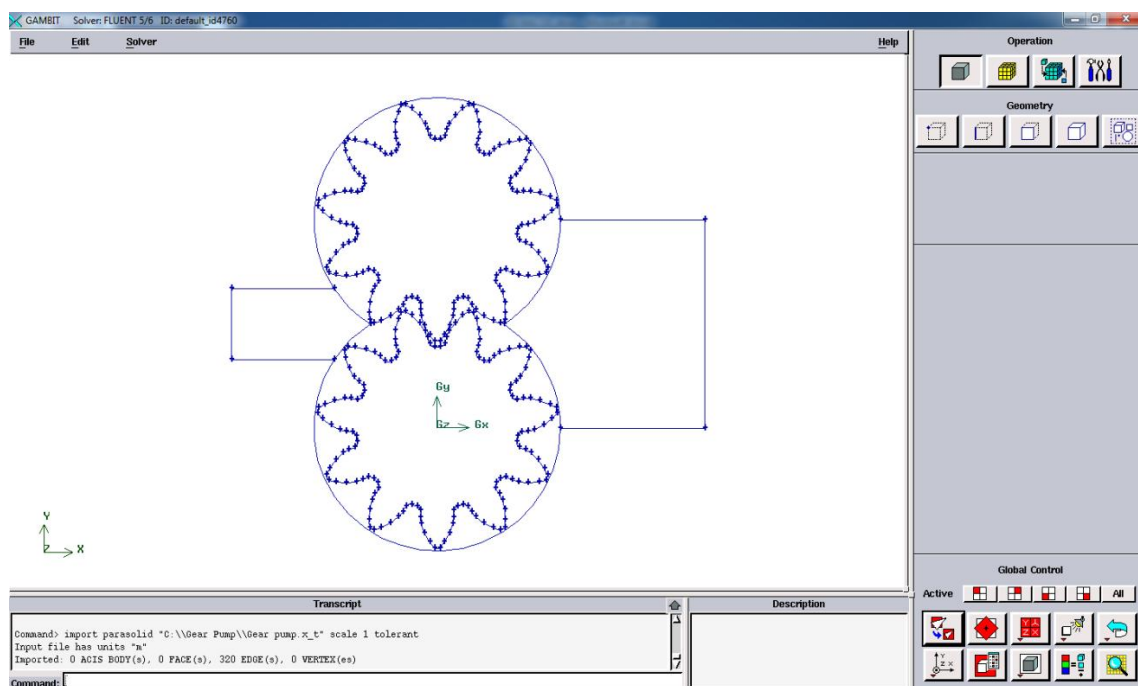 GAMBIT Solver: FLUENT 5/6 ID: default_id4760
File Edit Solver Help
Operation
Geometry
Gy
Gz Gx
Y
Z X
Global Control
Active All
Transcript Description
Command> import parasolid "C:\\Gear Pump\\Gear pump.x_t" scale 1 tolerant
Input file has units "m"
Imported: 0 ACIS BODY(s), 0 FACE(s), 320 EDGE(s), 0 VERTEX(es)
Command: